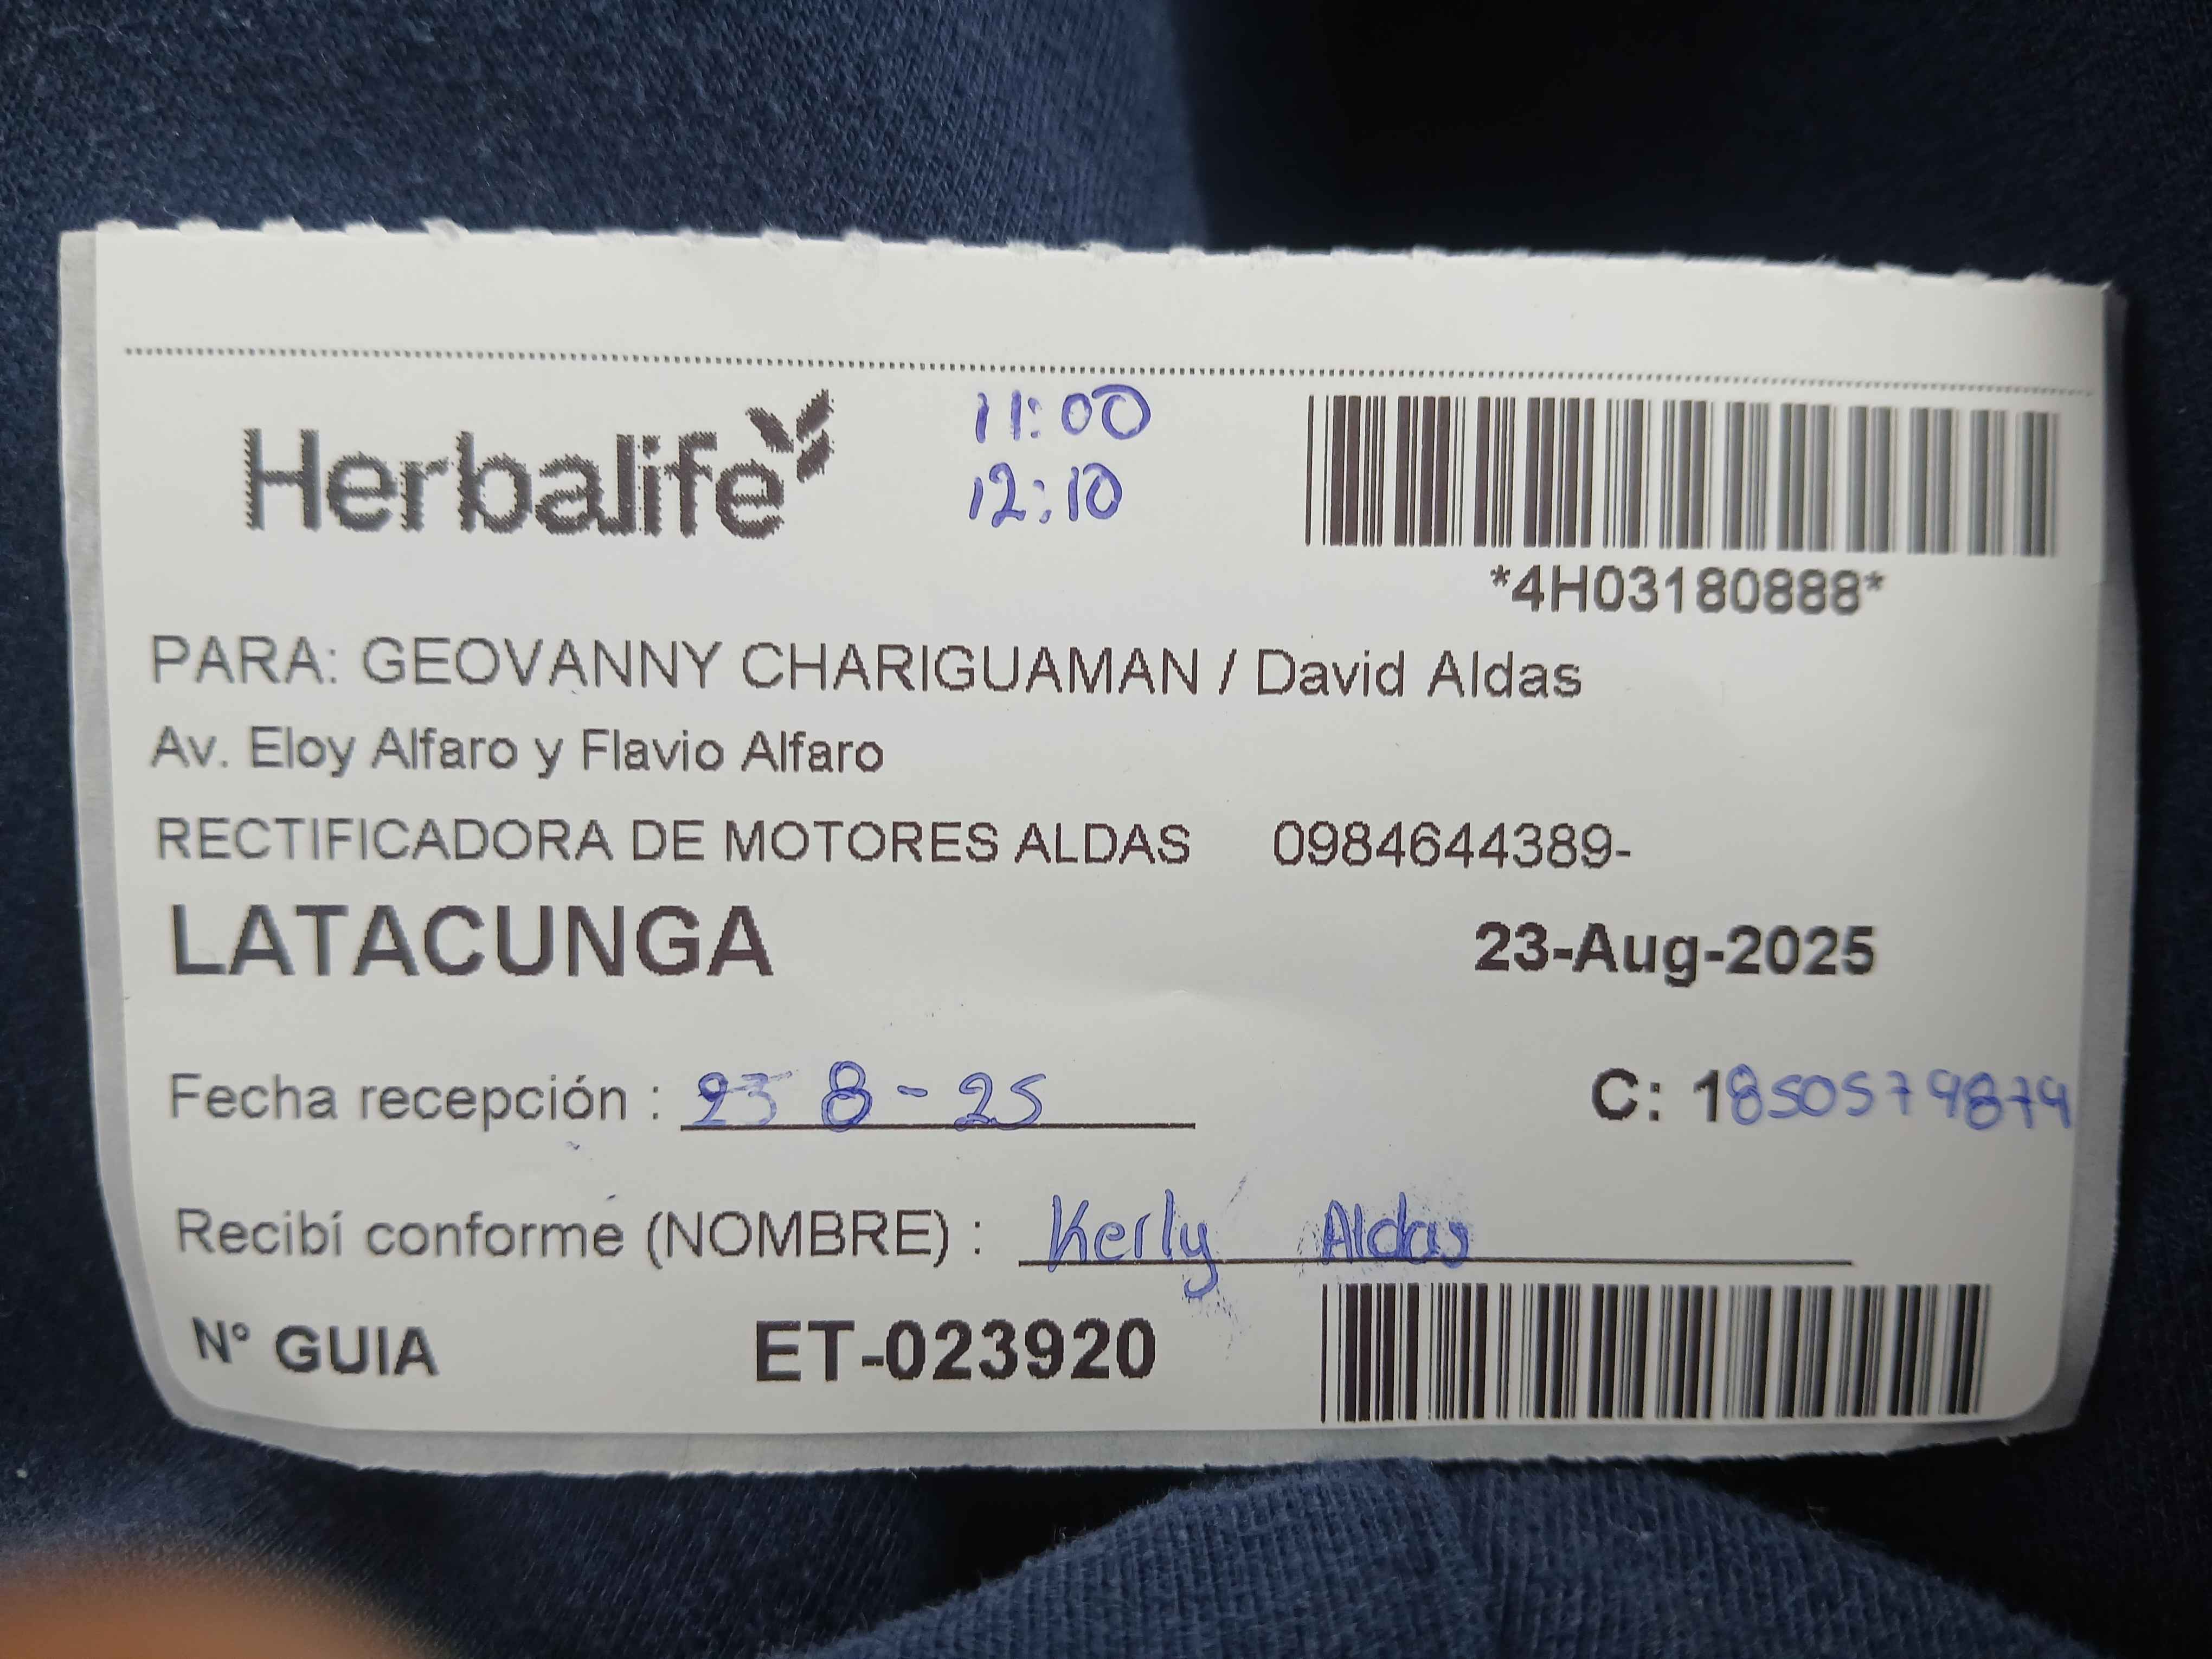 Herbalife
11:00
12:10
*4H03180888*
PARA: GEOVANNY CHARIGUAMAN / David Aldas
Av. Eloy Alfaro y Flavio Alfaro
RECTIFICADORA DE MOTORES ALDAS 0984644389-
LATACUNGA 23-Aug-2025
Fecha recepción : 23 8 - 25 C: 1850579874
Recibí conforme (NOMBRE) : Kerly Aldas
N° GUIA ET-023920